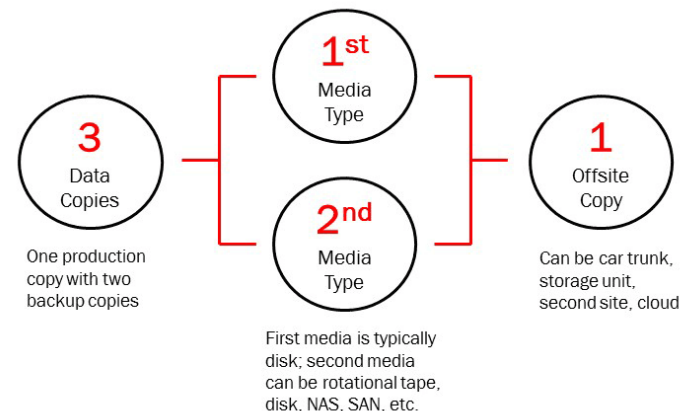 3
Data
Copies
One production
copy with two
backup copies
1st
Media
Type
2nd
Media
Type
First media is typically
disk; second media
can be rotational tape,
disk, NAS, SAN, etc.
1
Offsite
Copy
Can be car trunk,
storage unit,
second site, cloud